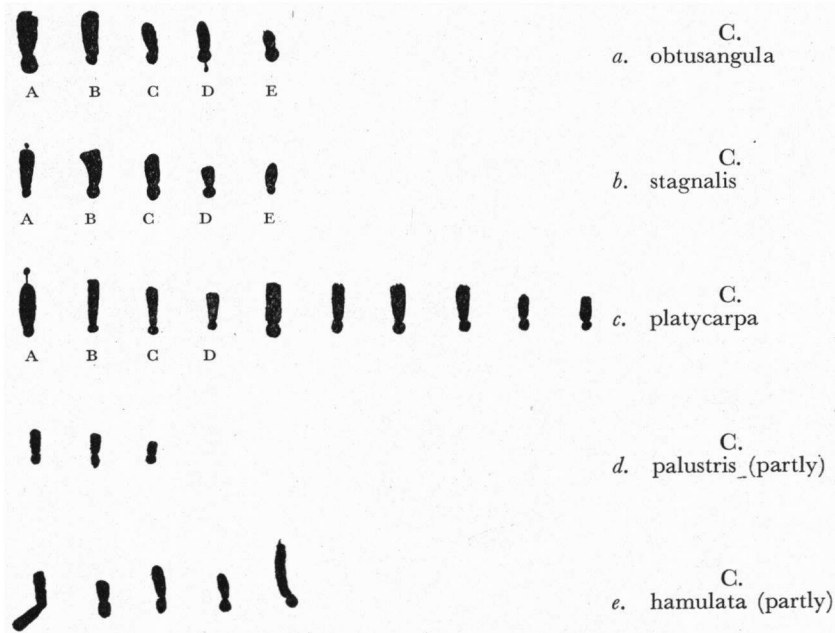 C.
a. obtusangula
A B C D E
C.
b. stagnalis
A B C D E
C.
c. platycarpa
A B C D
C.
d. palustris (partly)
C.
e. hamulata (partly)